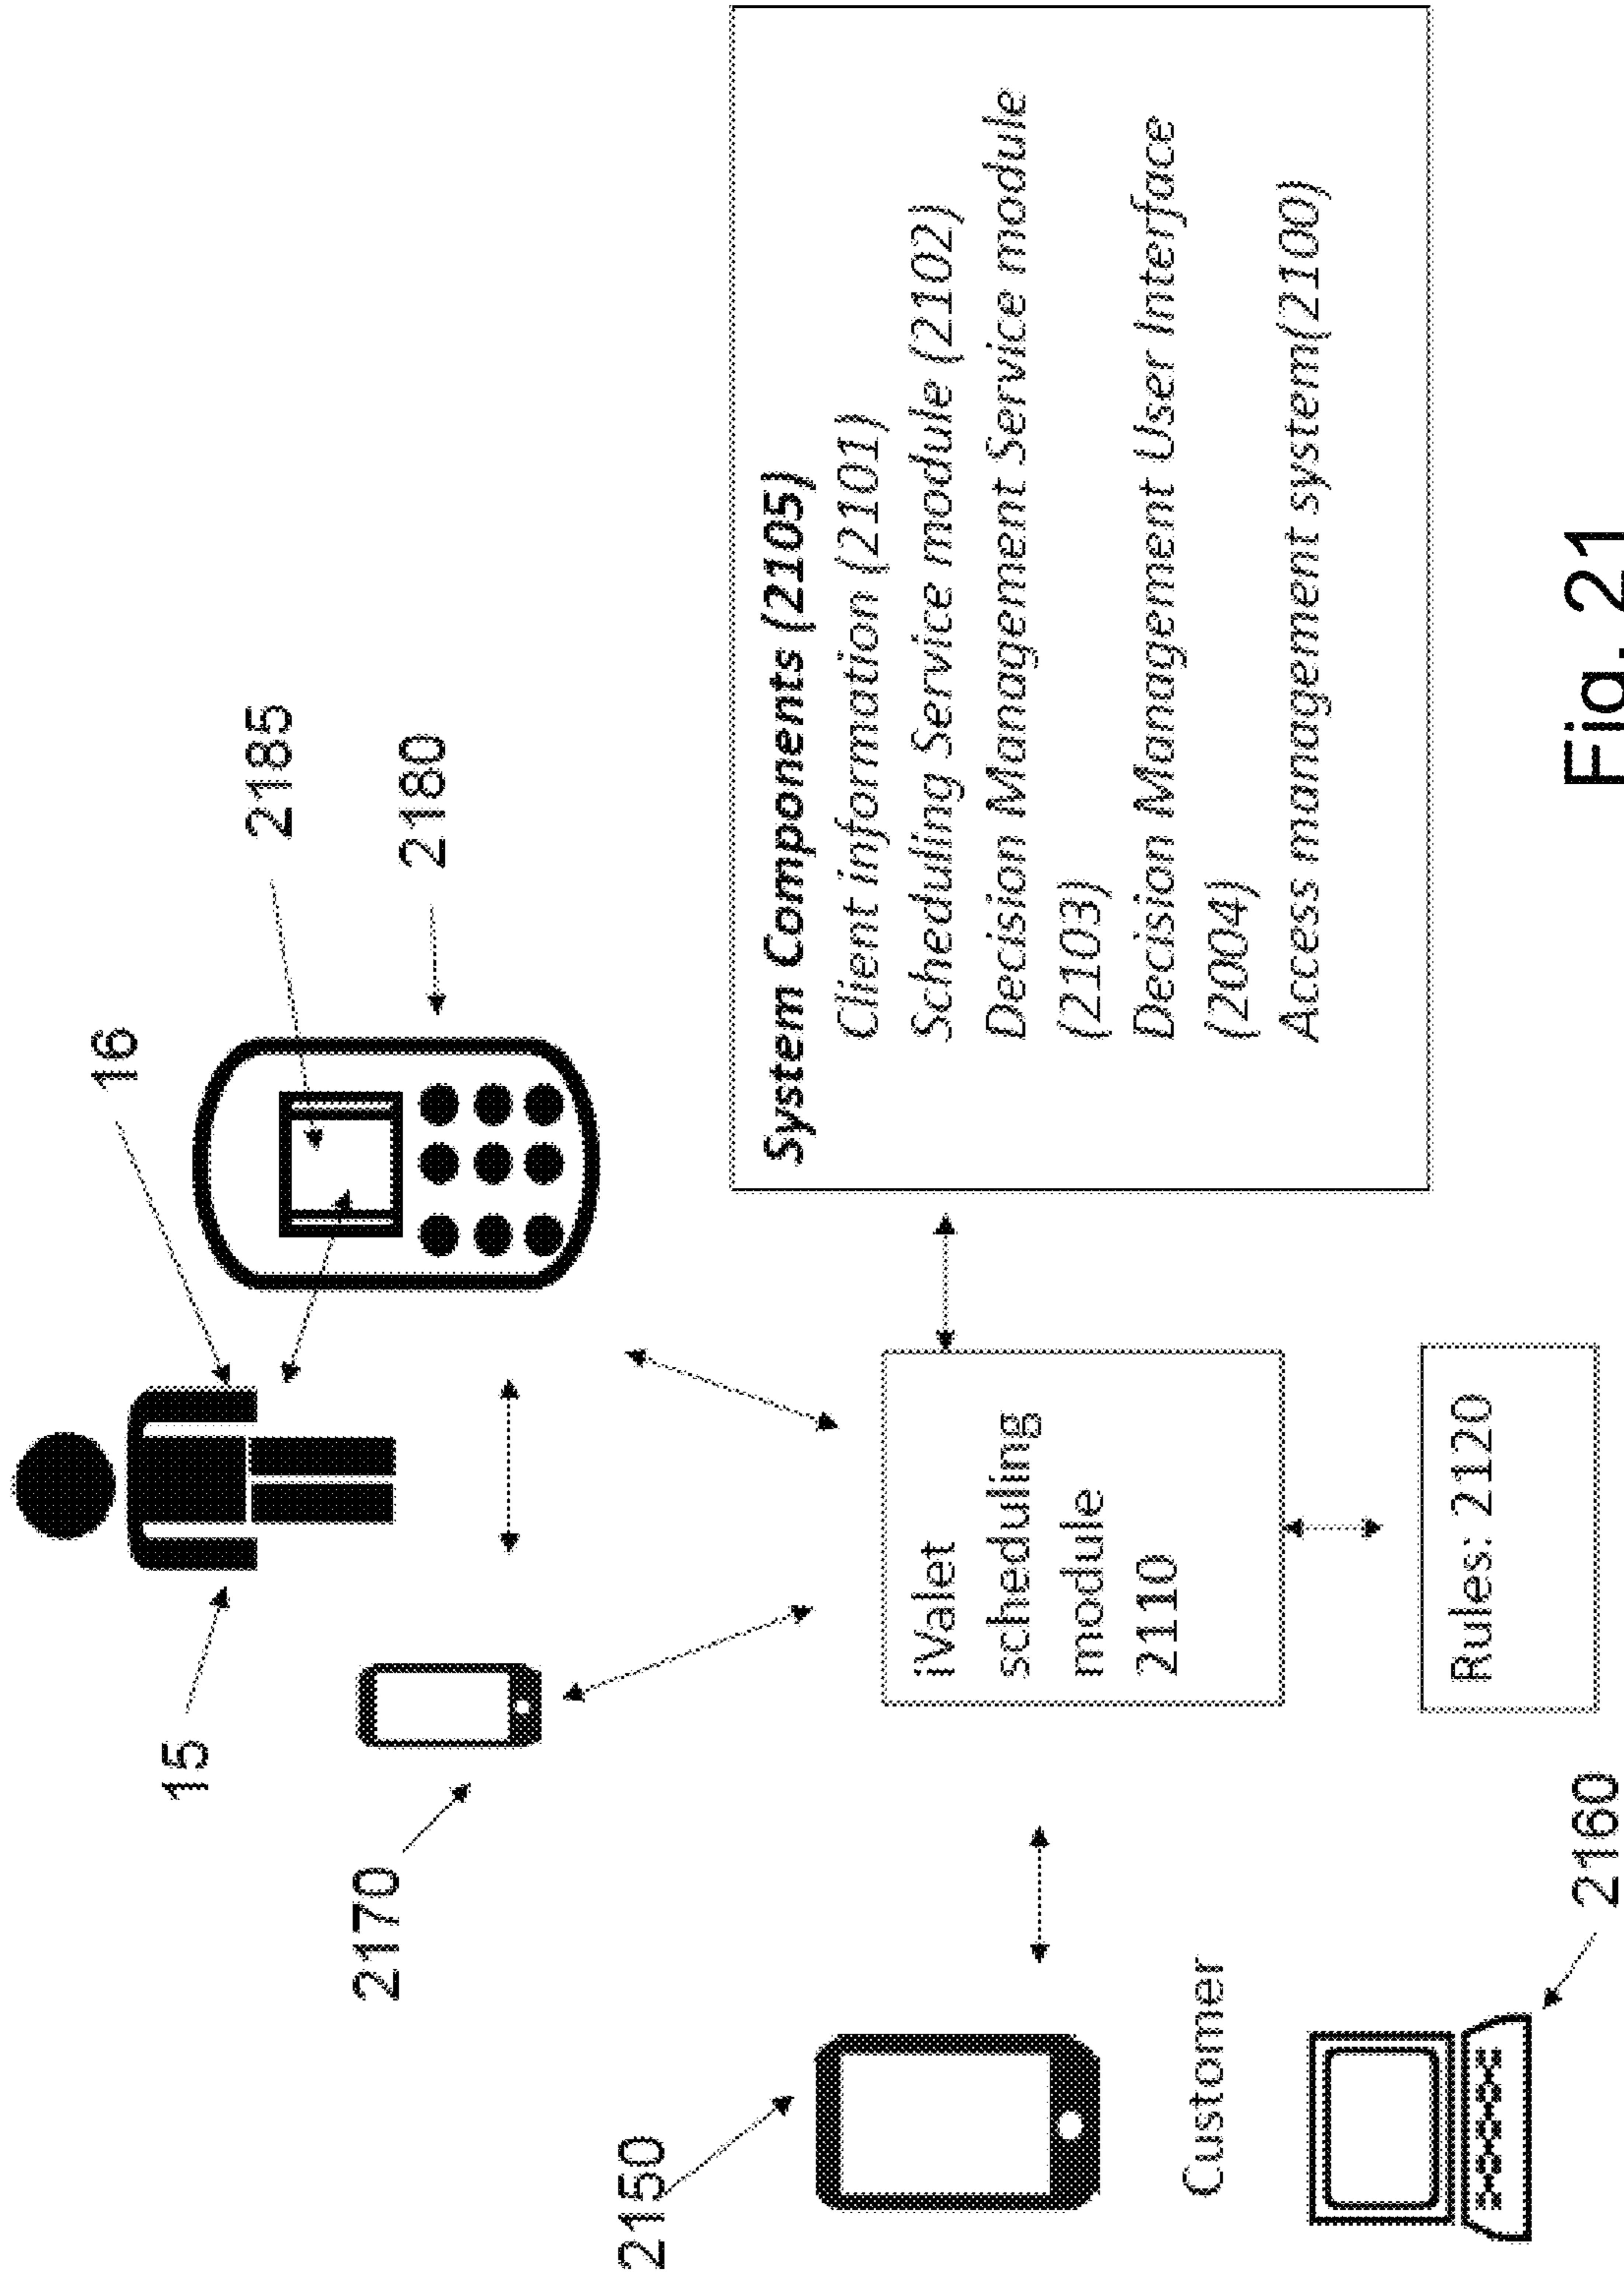 16
2185
2180
15
2170
2150
Customer
2160
iValet
scheduling
module
2110
Rules: 2120
System Components (2105)
Client information (2101)
Scheduling Service module (2102)
Decision Management Service module
(2103)
Decision Management User Interface
(2004)
Access management system(2100)
Fig. 21